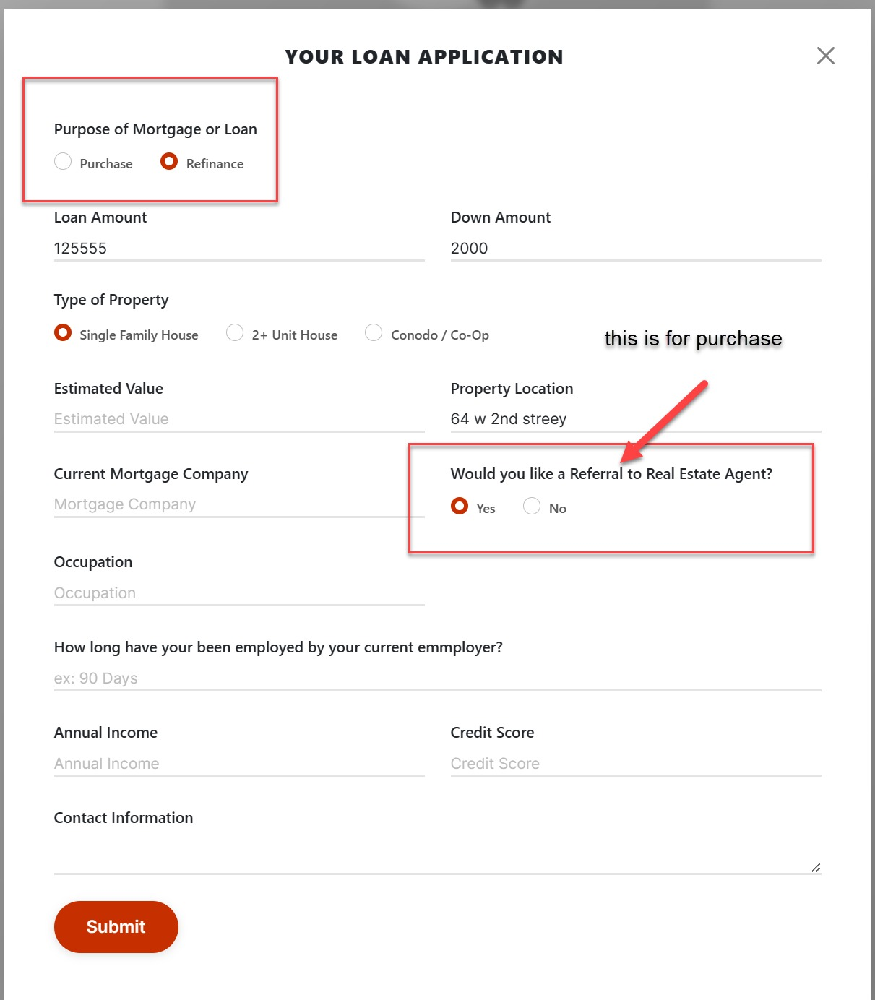 YOUR LOAN APPLICATION
Purpose of Mortgage or Loan
Purchase Refinance
Loan Amount Down Amount
125555 2000
Type of Property
Single Family House 2+ Unit House Conodo / Co-Op
this is for purchase
Estimated Value Property Location
Estimated Value 64 w 2nd streey
Current Mortgage Company Would you like a Referral to Real Estate Agent?
Mortgage Company Yes No
Occupation
Occupation
How long have your been employed by your current emmployer?
ex: 90 Days
Annual Income Credit Score
Annual Income Credit Score
Contact Information
Submit